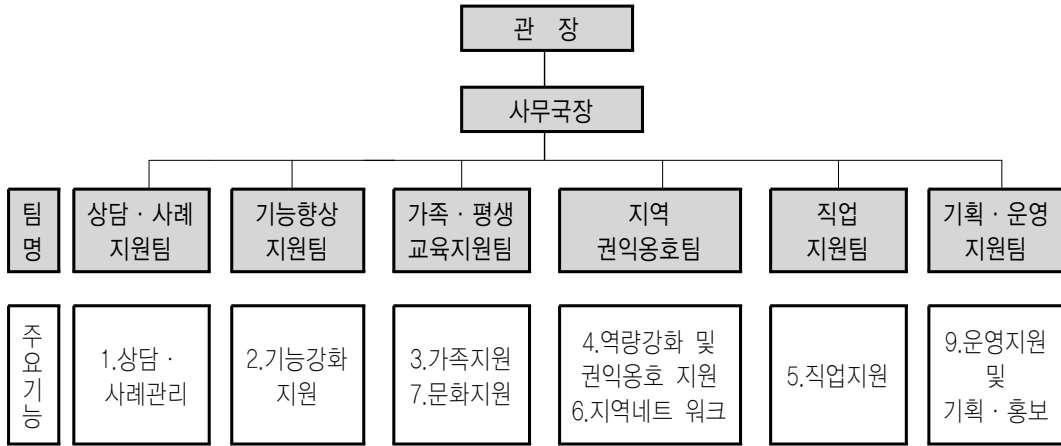 관 장
사무국장
팀명
상담 · 사례
지원팀
기능향상
지원팀
가족 · 평생
교육지원팀
지역
권익옹호팀
직업
지원팀
기획 · 운영
지원팀
주요기능
1.상담 ·
사례관리
2.기능강화
지원
3.가족지원
7.문화지원
4.역량강화 및
권익옹호 지원
6.지역네트 워크
5.직업지원
9.운영지원
및
기획 · 홍보